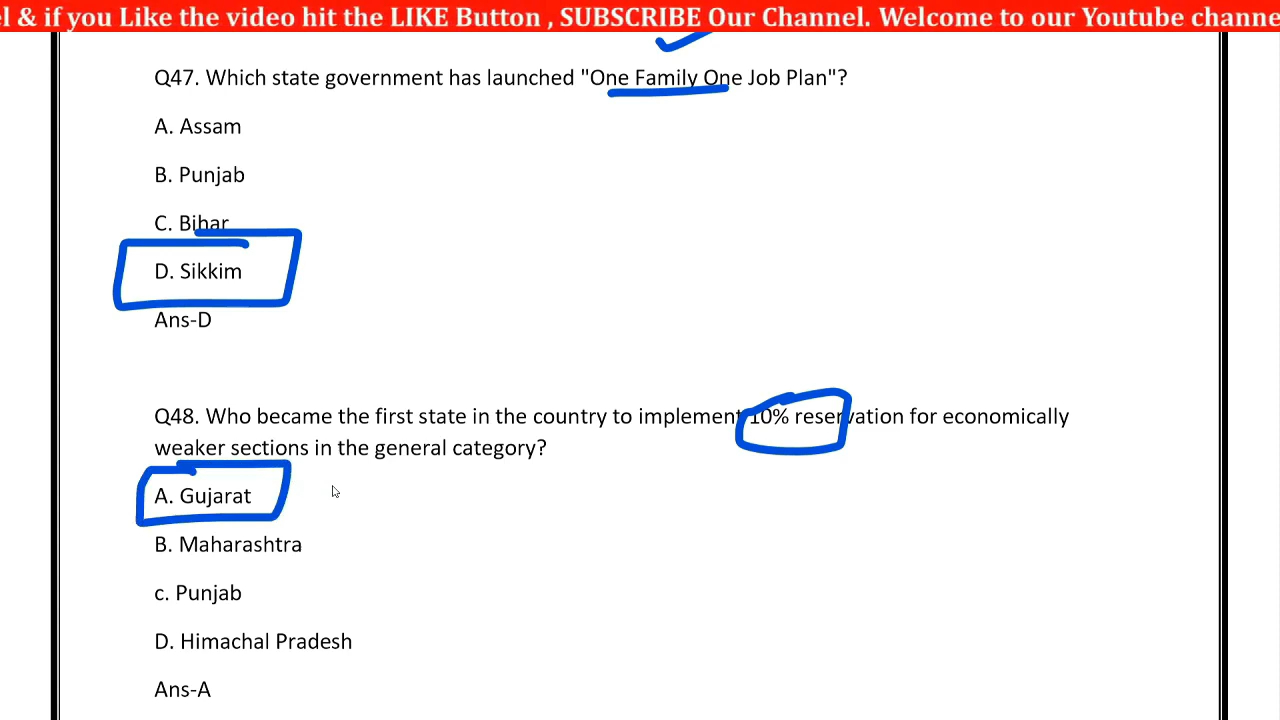 l & if you Like the video hit the LIKE Button , SUBSCRIBE Our Channel. Welcome to our Youtube channe
Q47. Which state government has launched "One Family One Job Plan"?
A. Assam
B. Punjab
C. Bihar
D. Sikkim
Ans-D
Q48. Who became the first state in the country to implement 10% reservation for economically
weaker sections in the general category?
A. Gujarat
B. Maharashtra
c. Punjab
D. Himachal Pradesh
Ans-A